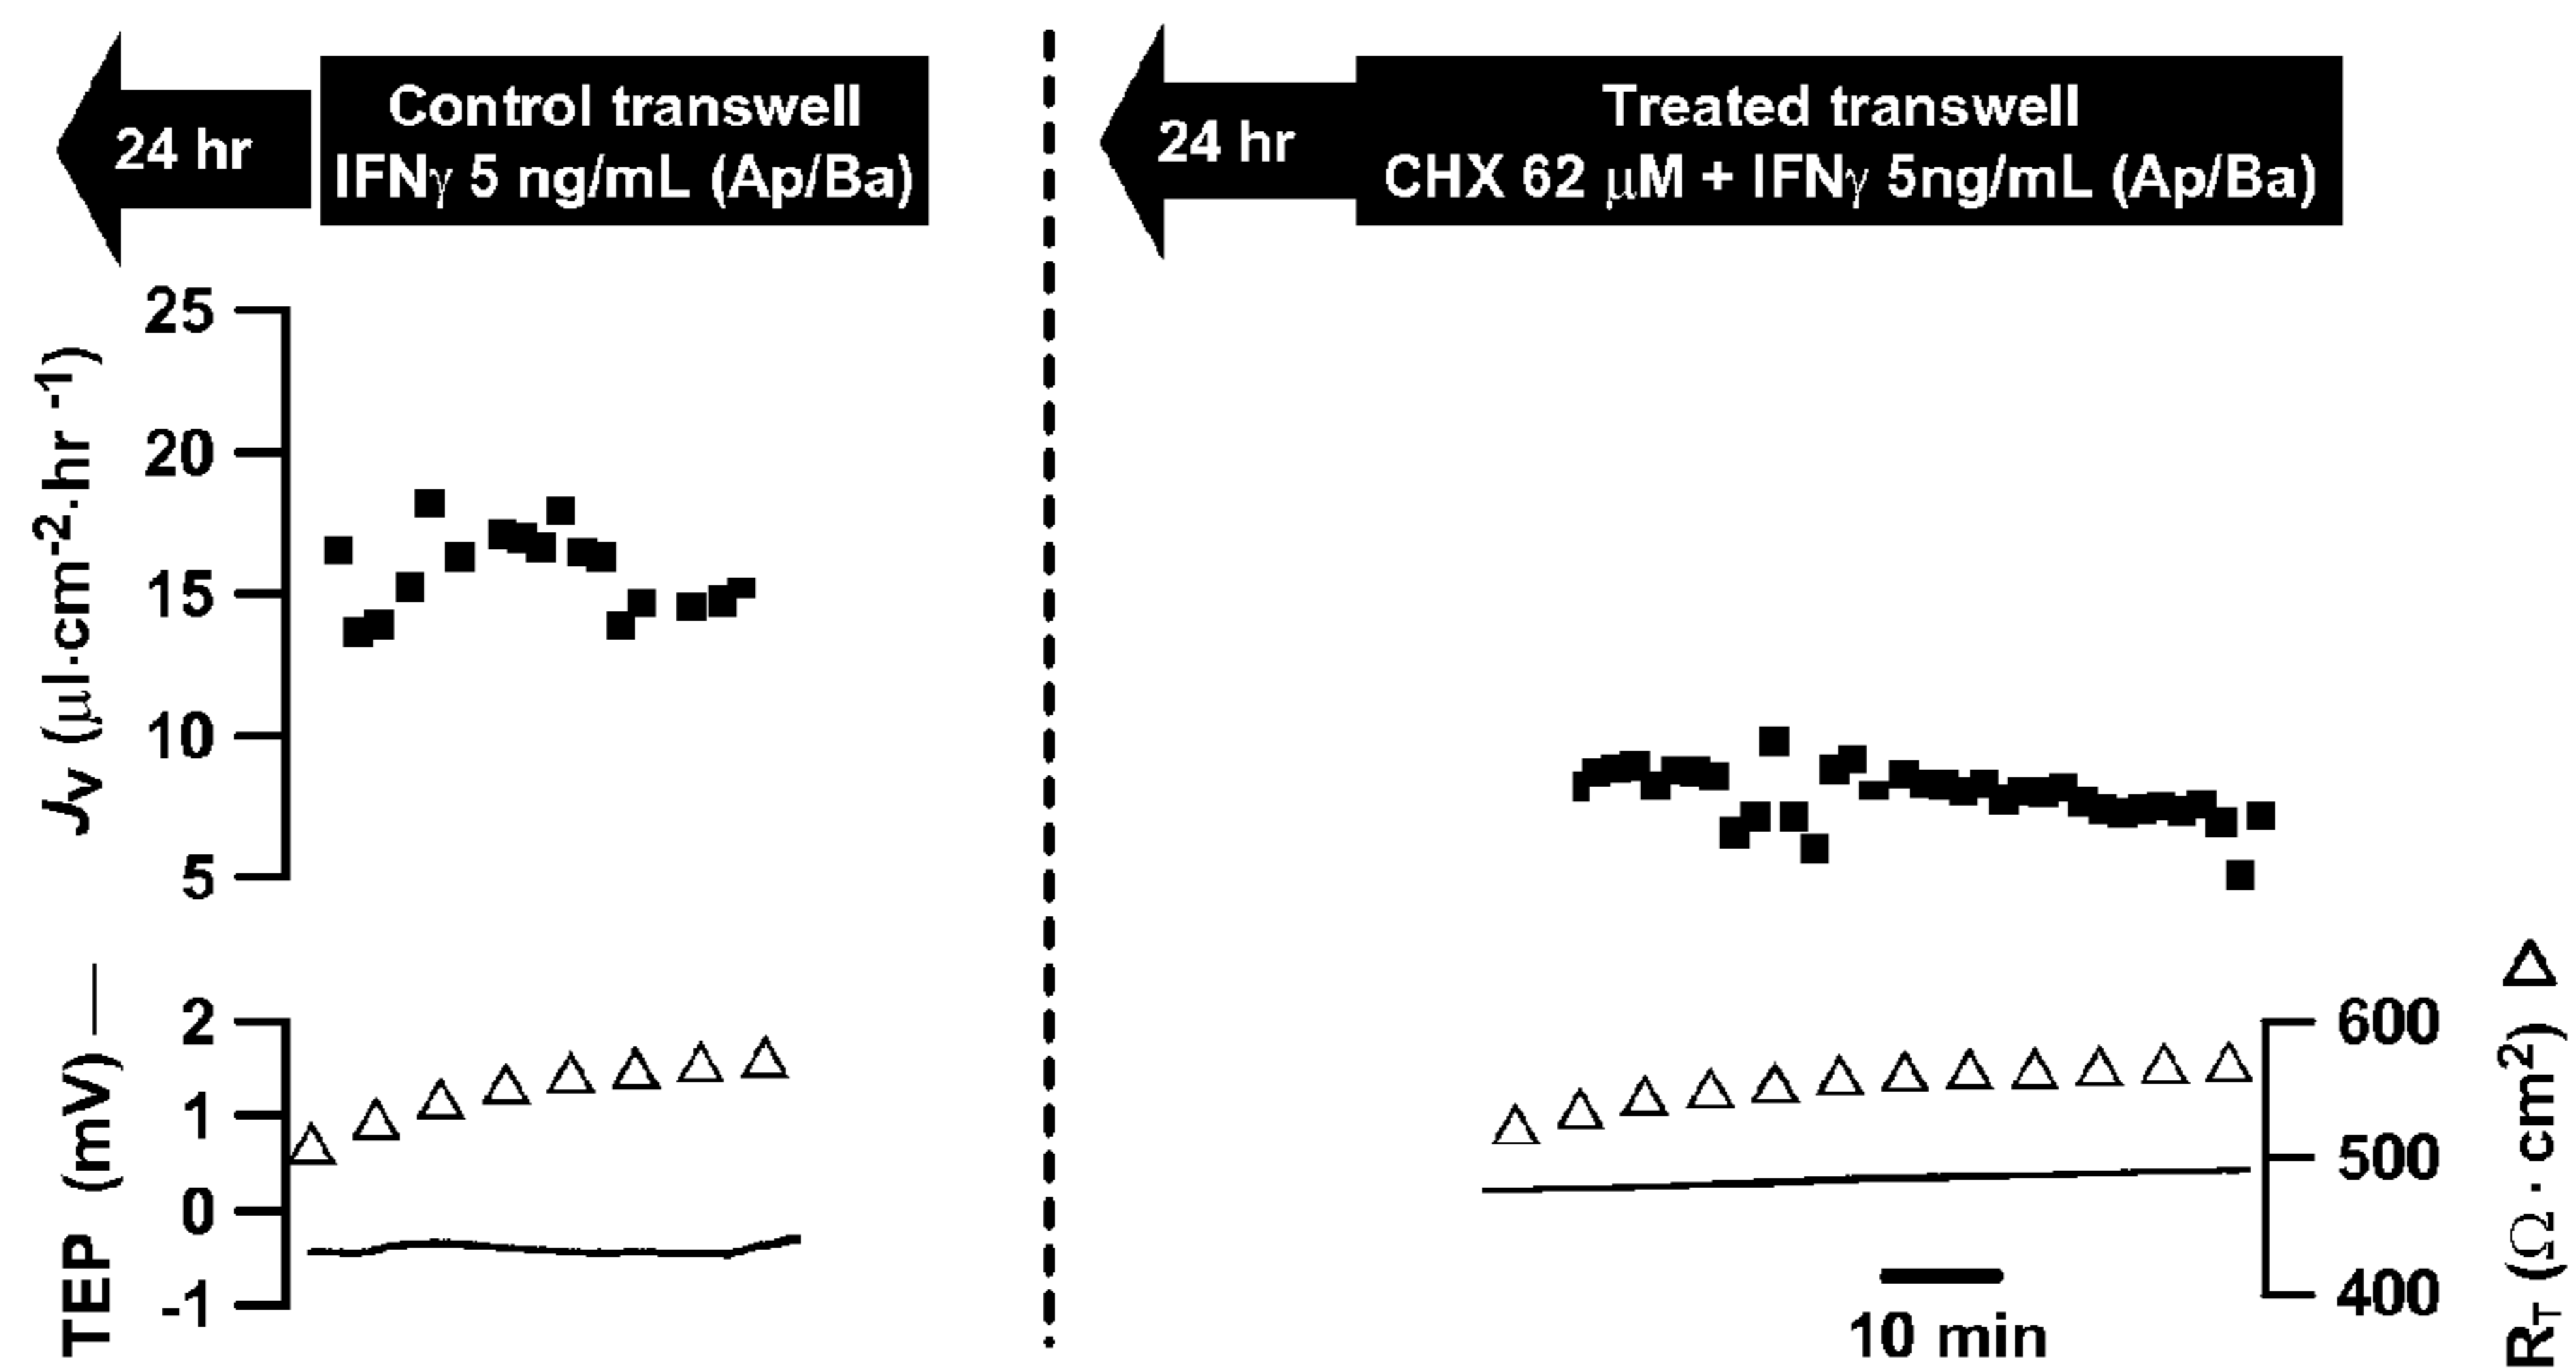 24 hr
Control transwell
IFNγ 5 ng/mL (Ap/Ba)
24 hr
Treated transwell
CHX 62 μM + IFNγ 5ng/mL (Ap/Ba)
25
20
15
10
5
Jv (μl·cm-2·hr -1)
2
1
0
-1
TEP (mV)
600
500
400
RT (Ω · cm2)
10 min